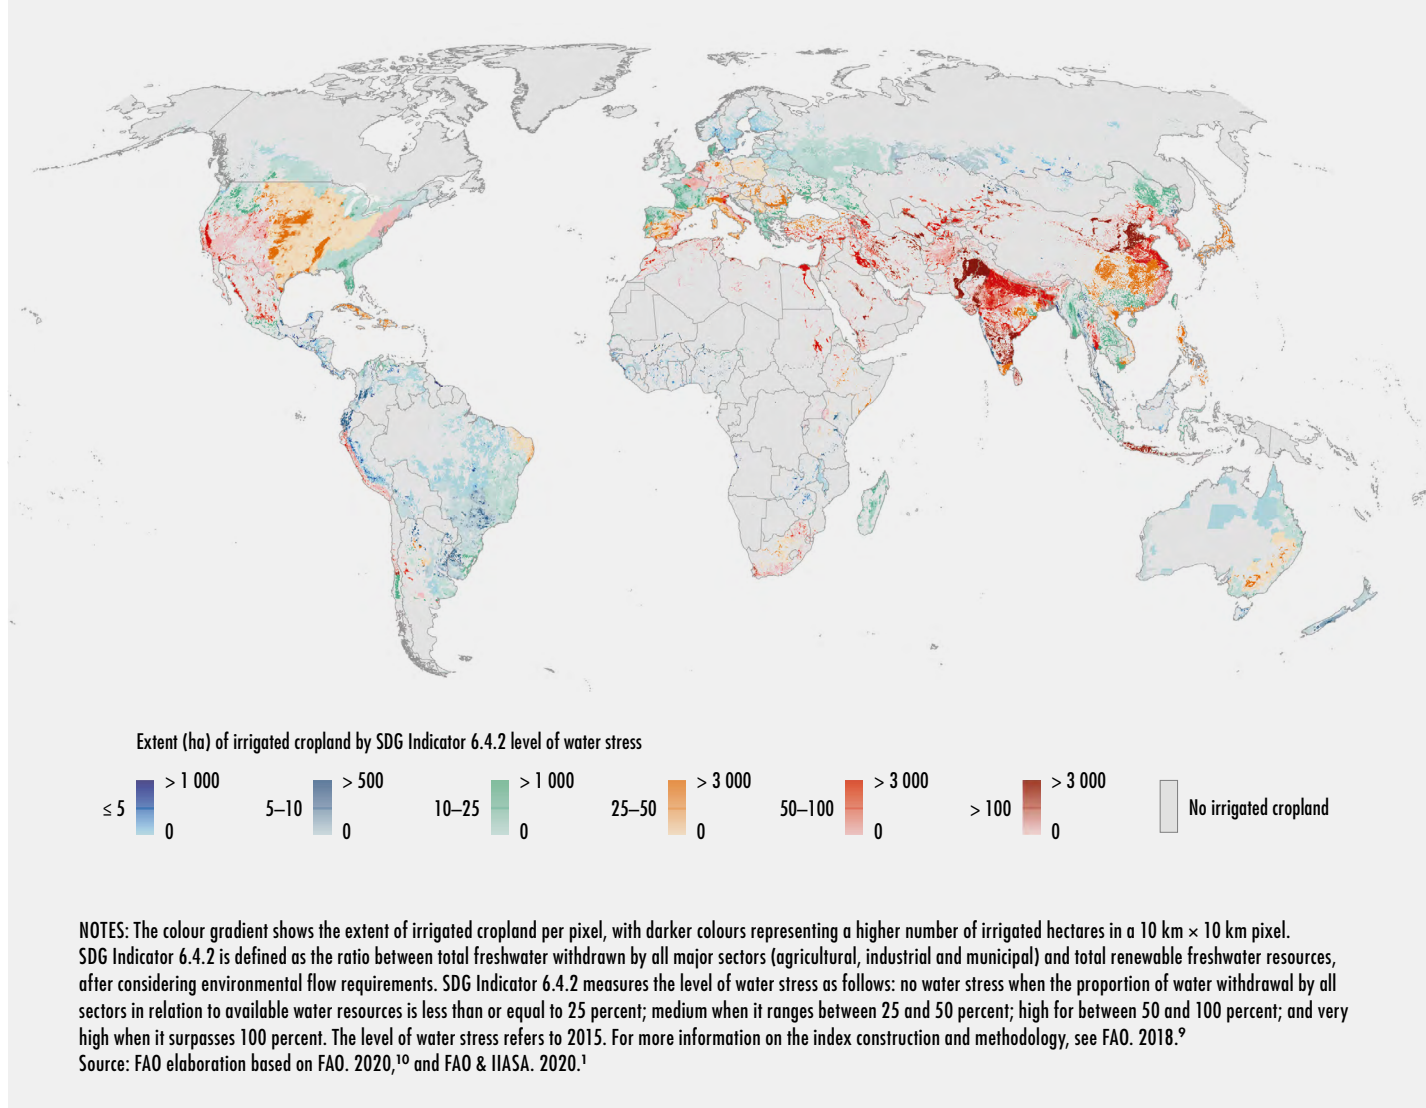 Extent (ha) of irrigated cropland by SDG Indicator 6.4.2 level of water stress
≤ 5 > 1 000 0
5–10 > 500 0
10–25 > 1 000 0
25–50 > 3 000 0
50–100 > 3 000 0
> 100 > 3 000 0
No irrigated cropland
NOTES: The colour gradient shows the extent of irrigated cropland per pixel, with darker colours representing a higher number of irrigated hectares in a 10 km × 10 km pixel.
SDG Indicator 6.4.2 is defined as the ratio between total freshwater withdrawn by all major sectors (agricultural, industrial and municipal) and total renewable freshwater resources,
after considering environmental flow requirements. SDG Indicator 6.4.2 measures the level of water stress as follows: no water stress when the proportion of water withdrawal by all
sectors in relation to available water resources is less than or equal to 25 percent; medium when it ranges between 25 and 50 percent; high for between 50 and 100 percent; and very
high when it surpasses 100 percent. The level of water stress refers to 2015. For more information on the index construction and methodology, see FAO. 2018.⁹
Source: FAO elaboration based on FAO. 2020,¹⁰ and FAO & IIASA. 2020.¹